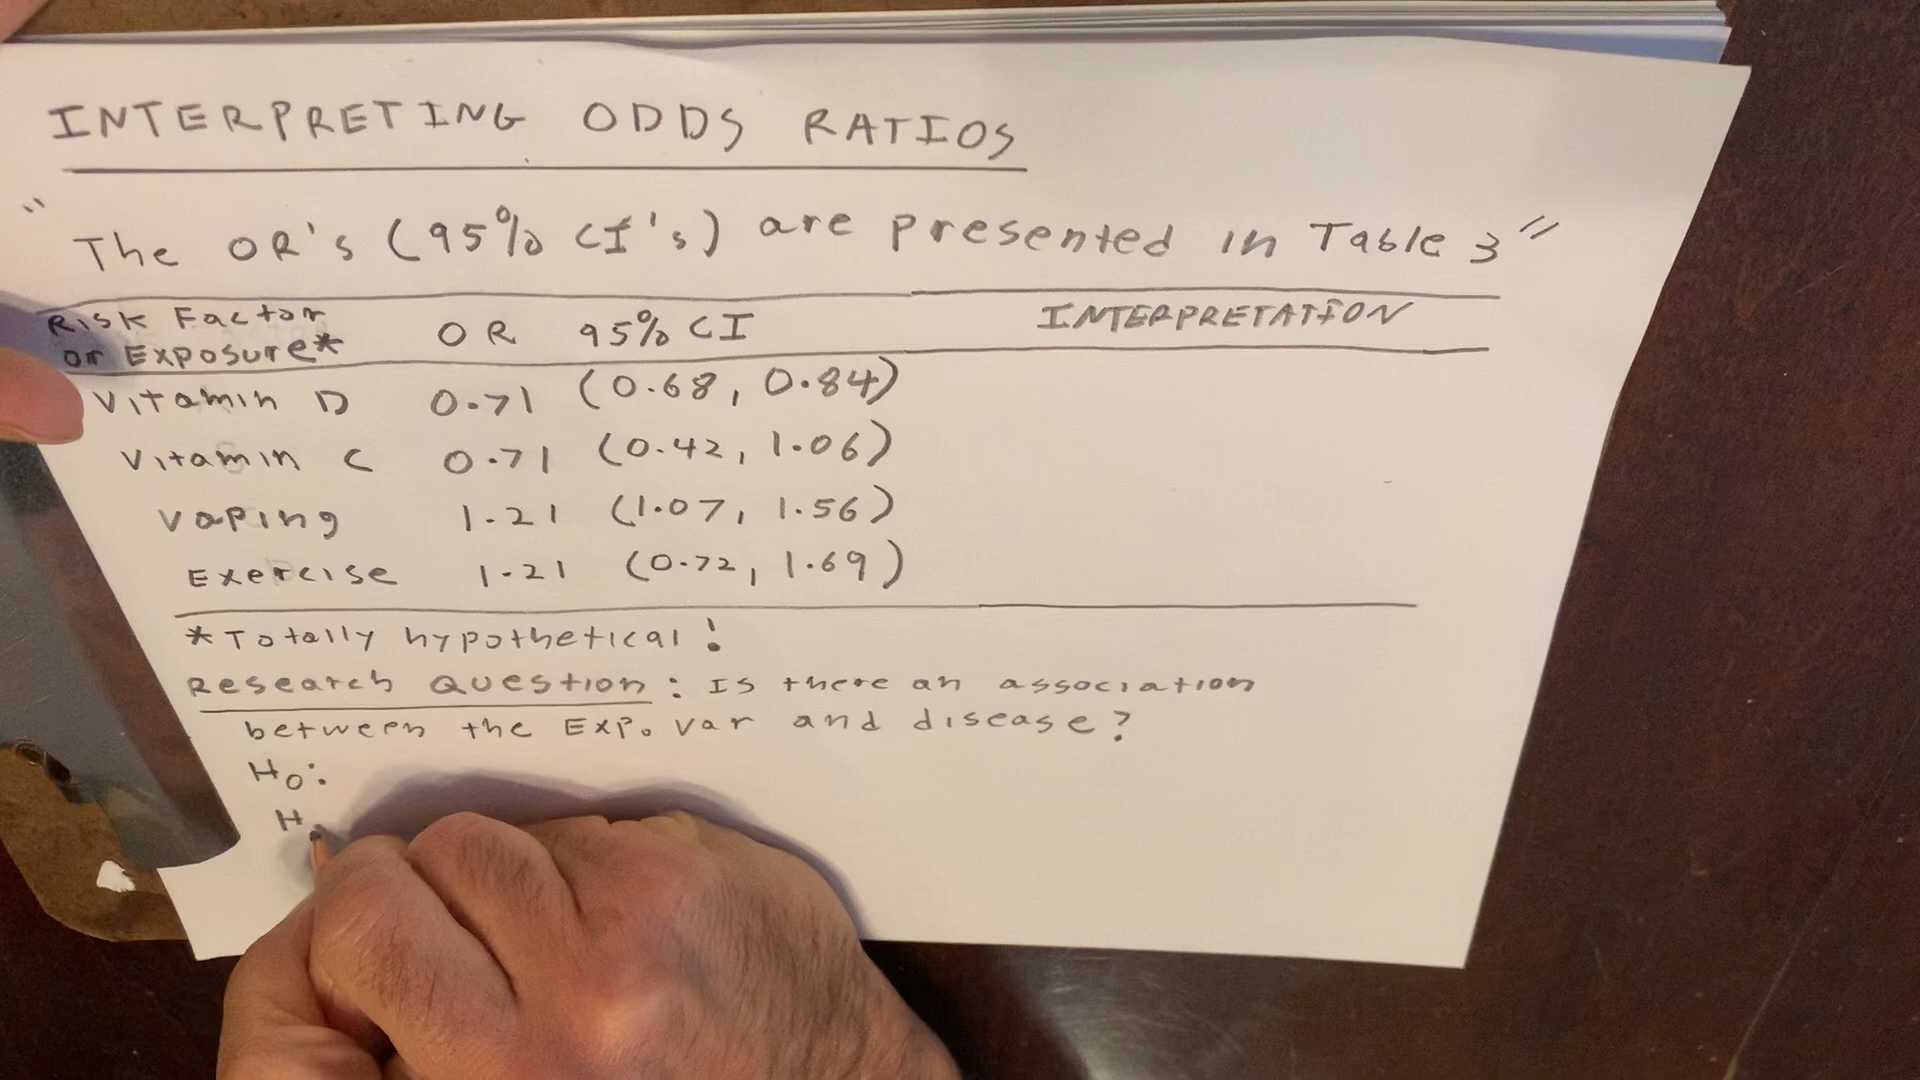 INTERPRETING ODDS RATIOS
"The OR's (95% CI's) are presented in Table 3"
Risk Factor or Exposure* OR 95% CI INTERPRETATION
Vitamin D 0.71 (0.68, 0.84)
Vitamin C 0.71 (0.42, 1.06)
Vaping 1.21 (1.07, 1.56)
Exercise 1.21 (0.72, 1.69)
*Totally hypothetical!
Research Question: Is there an association
between the Exp. var and disease?
H₀:
H